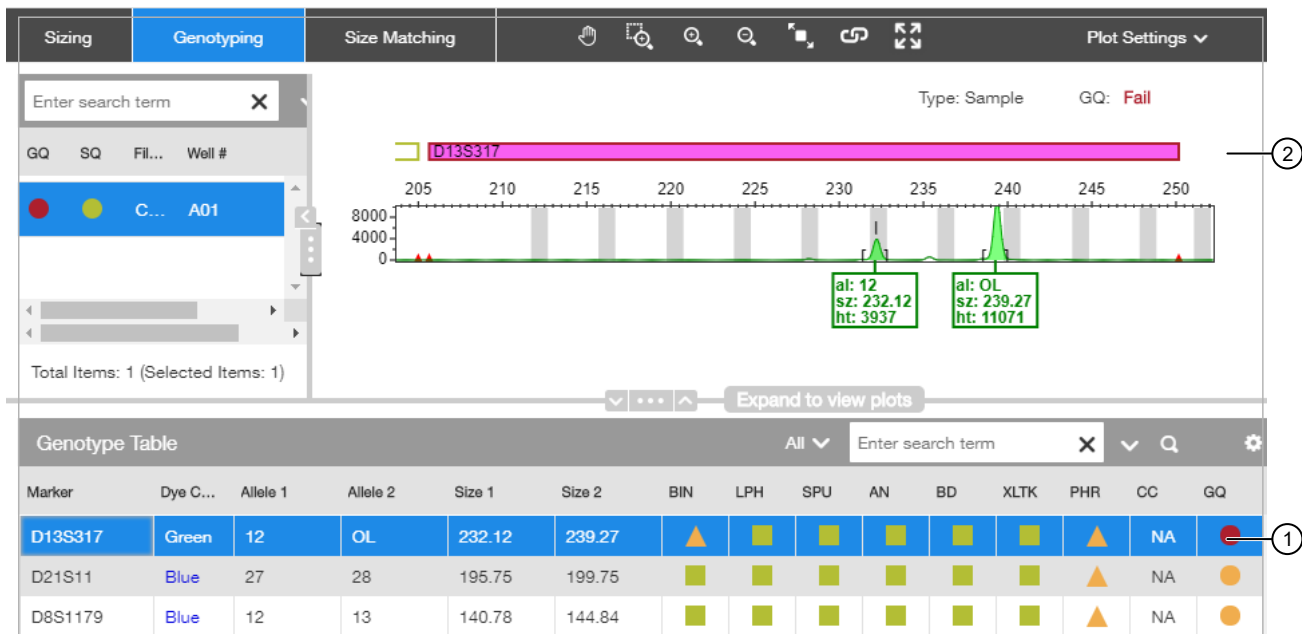 Sizing Genotyping Size Matching Plot Settings
Enter search term
Type: Sample GQ: Fail
GQ SQ Fil... Well #
D13S317
2
205 210 215 220 225 230 235 240 245 250
C... A01
8000
4000
0
al: 12
sz: 232.12
ht: 3937
al: OL
sz: 239.27
ht: 11071
Total Items: 1 (Selected Items: 1)
Expand to view plots
Genotype Table All Enter search term
Marker Dye C... Allele 1 Allele 2 Size 1 Size 2 BIN LPH SPU AN BD XLTK PHR CC GQ
D13S317 Green 12 OL 232.12 239.27 NA 1
D21S11 Blue 27 28 195.75 199.75 NA
D8S1179 Blue 12 13 140.78 144.84 NA